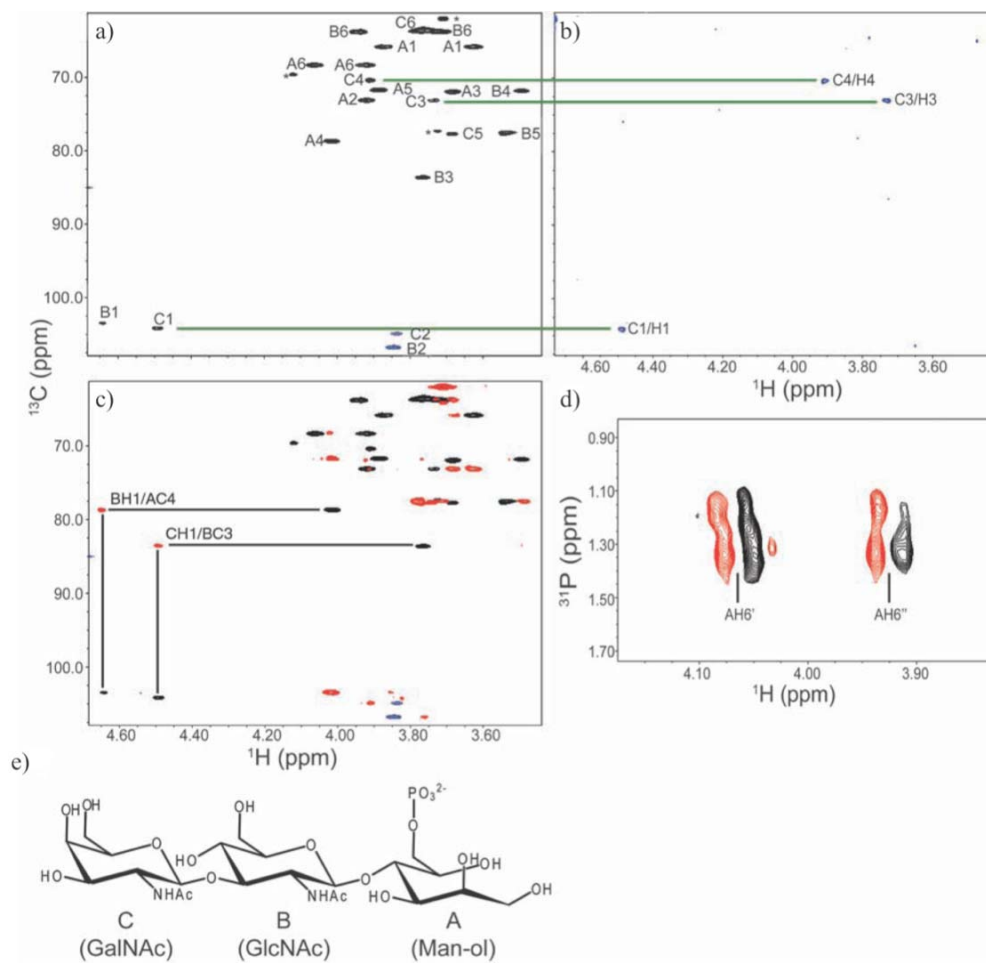 a)
C6 *
B6 B6
A1 A1
A6 A6
* C4
A5 A3 B4
A2 C3
* C5 B5
A4
B3
B1 C1
C2
B2
70.0
80.0
90.0
100.0
¹³C (ppm)
b)
C4/H4
C3/H3
C1/H1
4.60 4.40 4.20 4.00 3.80 3.60
¹H (ppm)
c)
70.0
80.0
90.0
100.0
BH1/AC4
CH1/BC3
4.60 4.40 4.20 4.00 3.80 3.60
¹H (ppm)
d)
0.90
1.10
1.30
1.50
1.70
³¹P (ppm)
AH6' AH6"
4.10 4.00 3.90
¹H (ppm)
e)
OH OH O HO NHAc O
OH HO O NHAc O
PO₃²⁻ O OH OH HO OH
C B A
(GalNAc) (GlcNAc) (Man-ol)